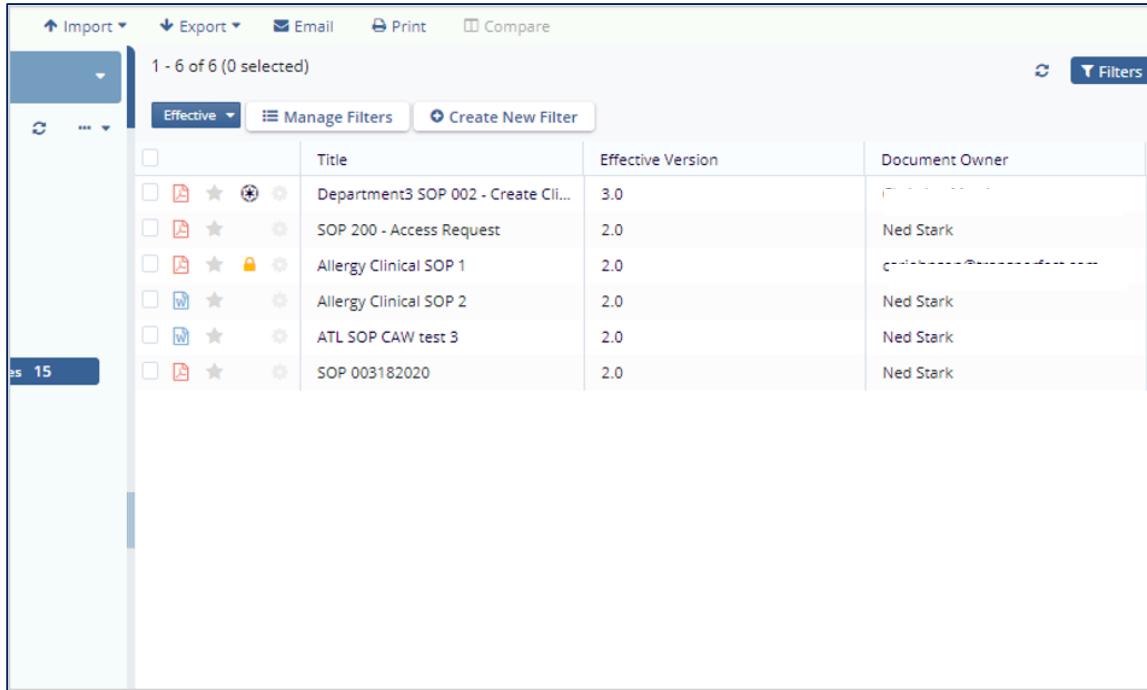 Import Export Email Print Compare
1 - 6 of 6 (0 selected) Filters
Effective Manage Filters Create New Filter
Title Effective Version Document Owner
Department3 SOP 002 - Create Cli... 3.0
SOP 200 - Access Request 2.0 Ned Stark
Allergy Clinical SOP 1 2.0
Allergy Clinical SOP 2 2.0 Ned Stark
ATL SOP CAW test 3 2.0 Ned Stark
es 15 SOP 003182020 2.0 Ned Stark